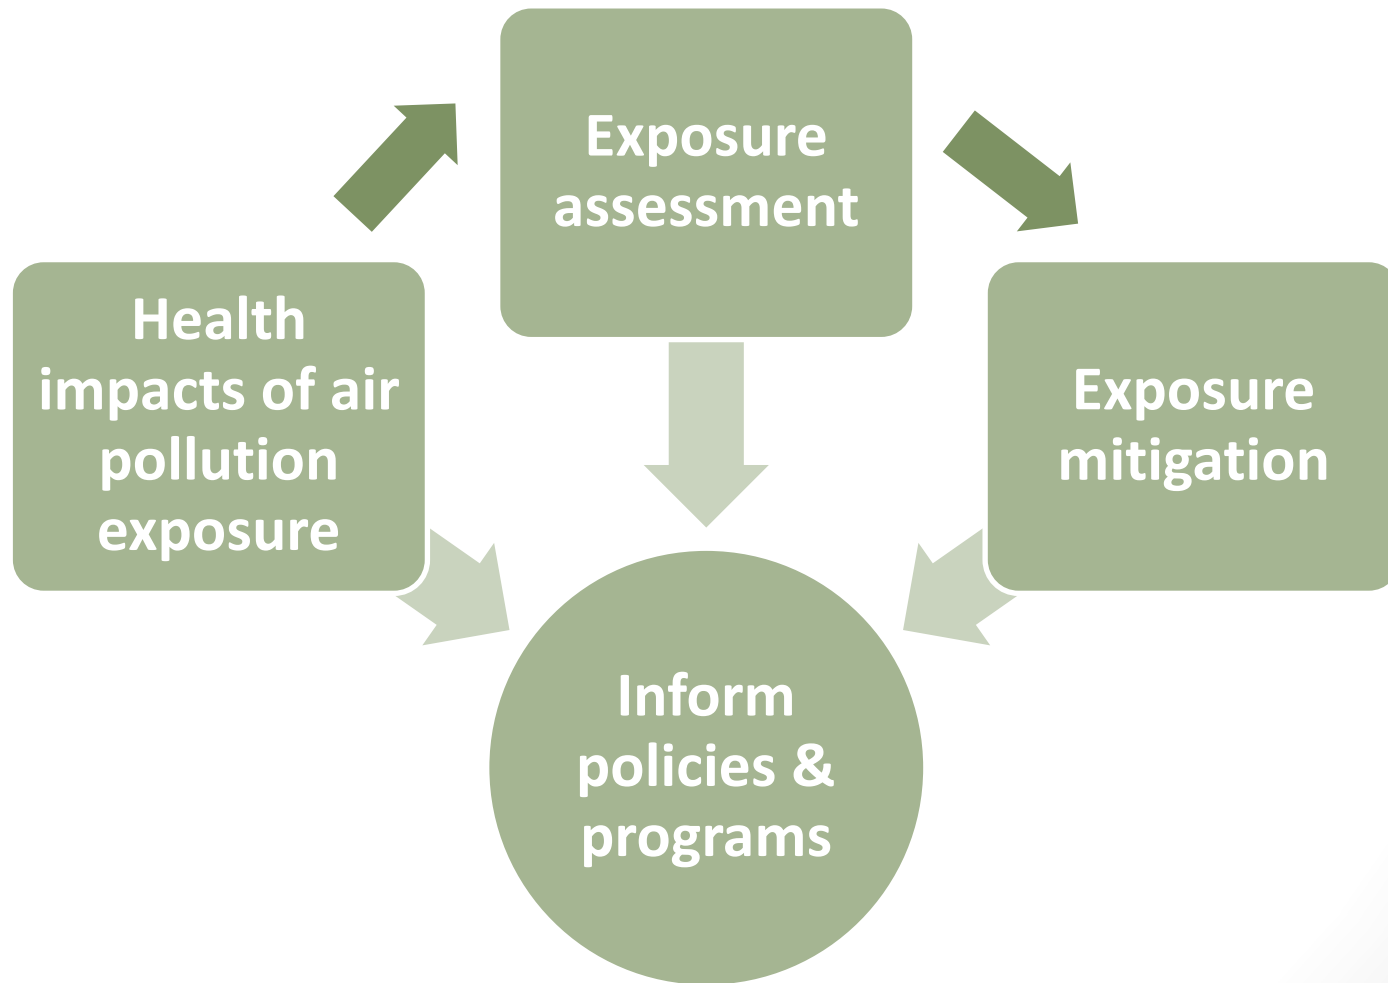 Exposure
assessment
Health
impacts of air
pollution
exposure
Exposure
mitigation
Inform
policies &
programs